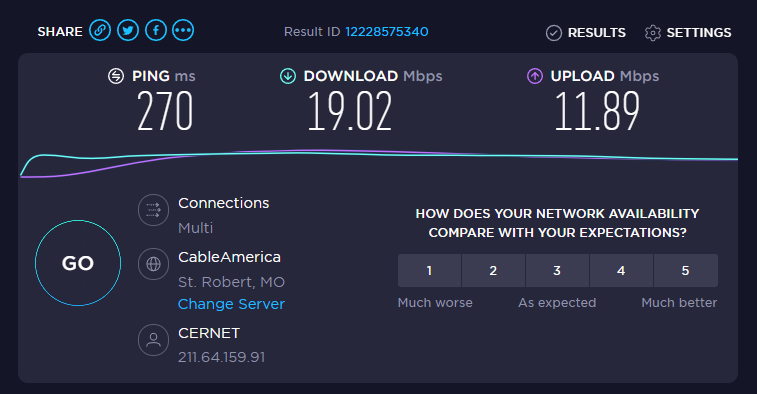 SHARE
Result ID 12228575340
RESULTS
SETTINGS
PING ms
DOWNLOAD Mbps
UPLOAD Mbps
270
19.02
11.89
GO
Connections
Multi
CableAmerica
St. Robert, MO
Change Server
CERNET
211.64.159.91
HOW DOES YOUR NETWORK AVAILABILITY
COMPARE WITH YOUR EXPECTATIONS?
1 2 3 4 5
Much worse As expected Much better